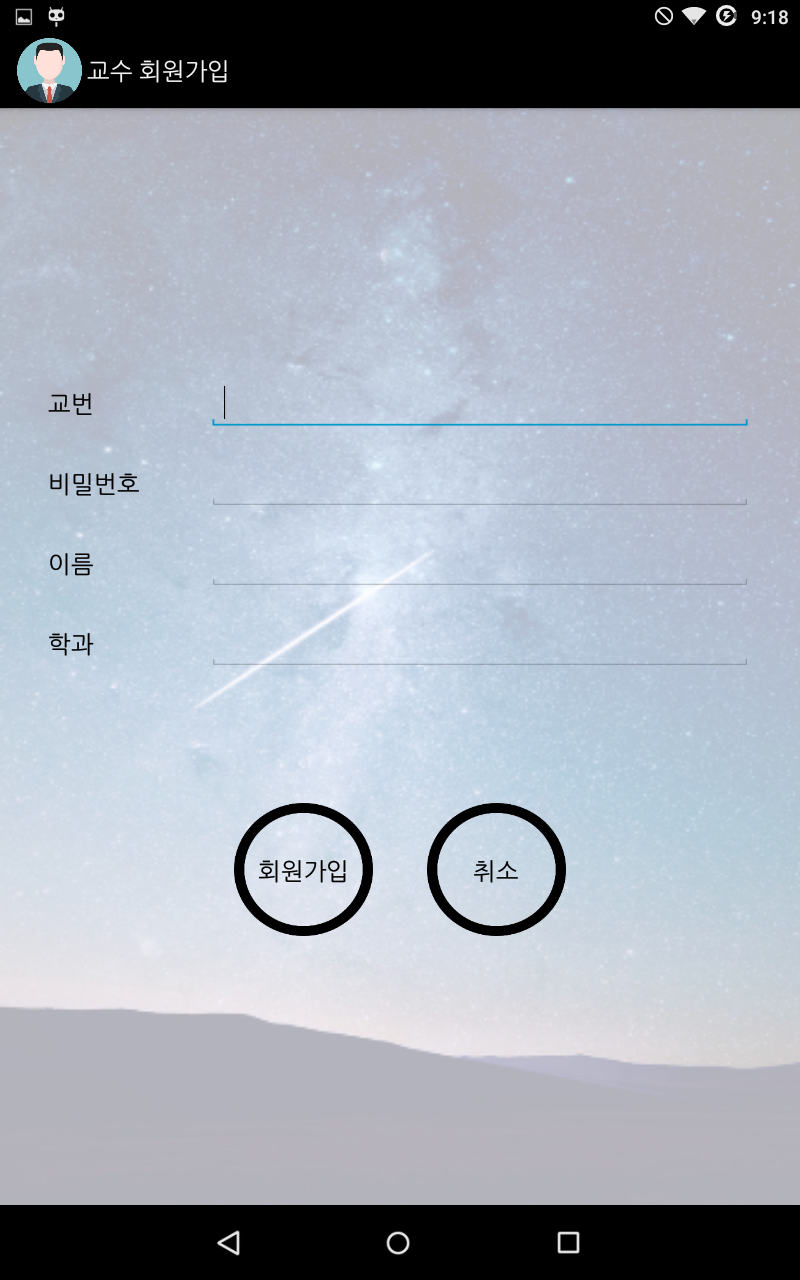 9:18
교수 회원가입
교번
비밀번호
이름
학과
회원가입 취소